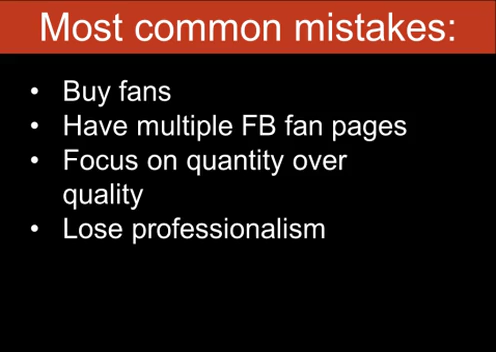 Most common mistakes:
• Buy fans
• Have multiple FB fan pages
• Focus on quantity over
quality
• Lose professionalism